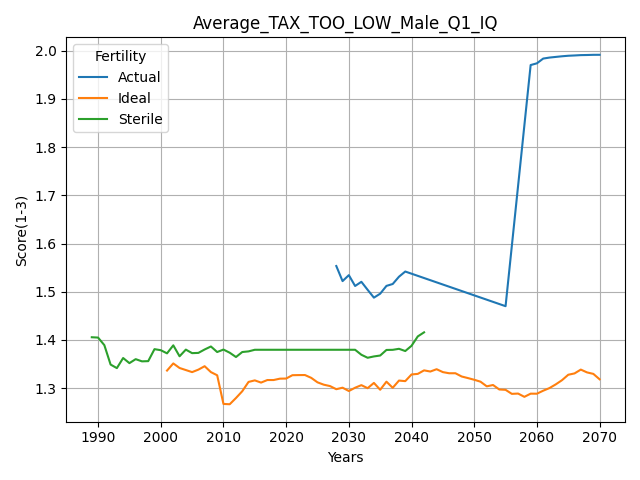 Average_TAX_TOO_LOW_Male_Q1_IQ
Fertility
Actual
Ideal
Sterile
Score(1-3)
2.0
1.9
1.8
1.7
1.6
1.5
1.4
1.3
1990 2000 2010 2020 2030 2040 2050 2060 2070
Years